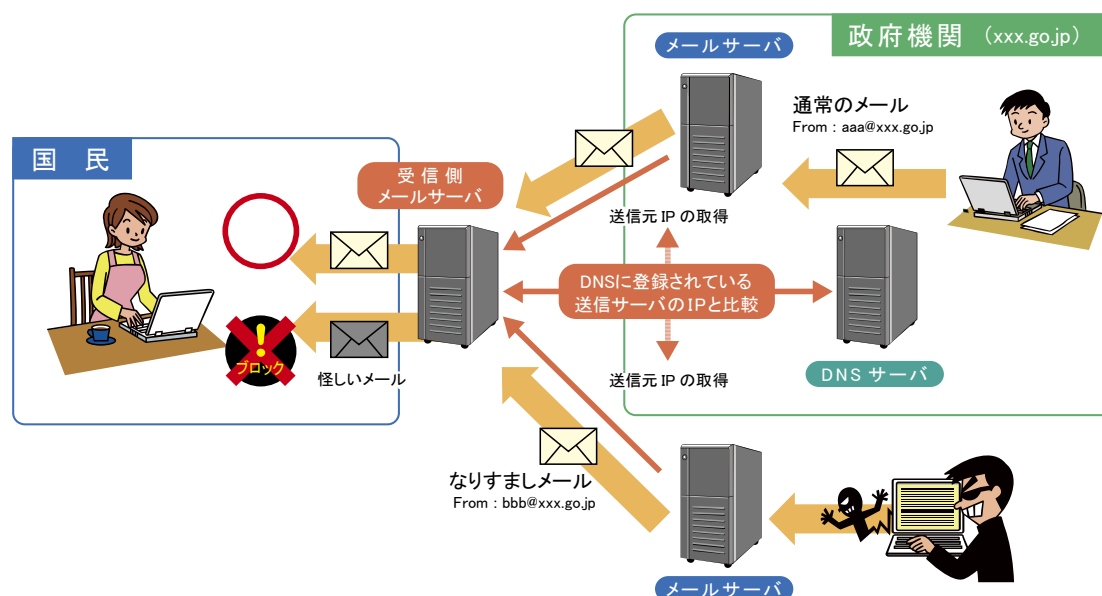 政府機関 （xxx.go.jp）
メールサーバ
通常のメール
From : aaa@xxx.go.jp
国 民
受 信 側
メールサーバ
送信元 IP の取得
DNSに登録されている
送信サーバのIPと比較
ブロック
怪しいメール
送信元 IP の取得
DNS サーバ
なりすましメール
From : bbb@xxx.go.jp
メールサーバ